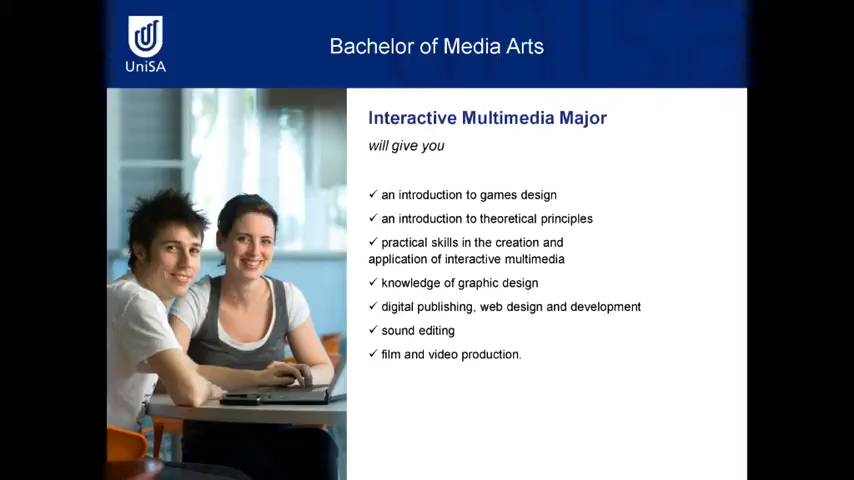 UniSA
Bachelor of Media Arts
Interactive Multimedia Major
will give you
✓ an introduction to games design
✓ an introduction to theoretical principles
✓ practical skills in the creation and
application of interactive multimedia
✓ knowledge of graphic design
✓ digital publishing, web design and development
✓ sound editing
✓ film and video production.